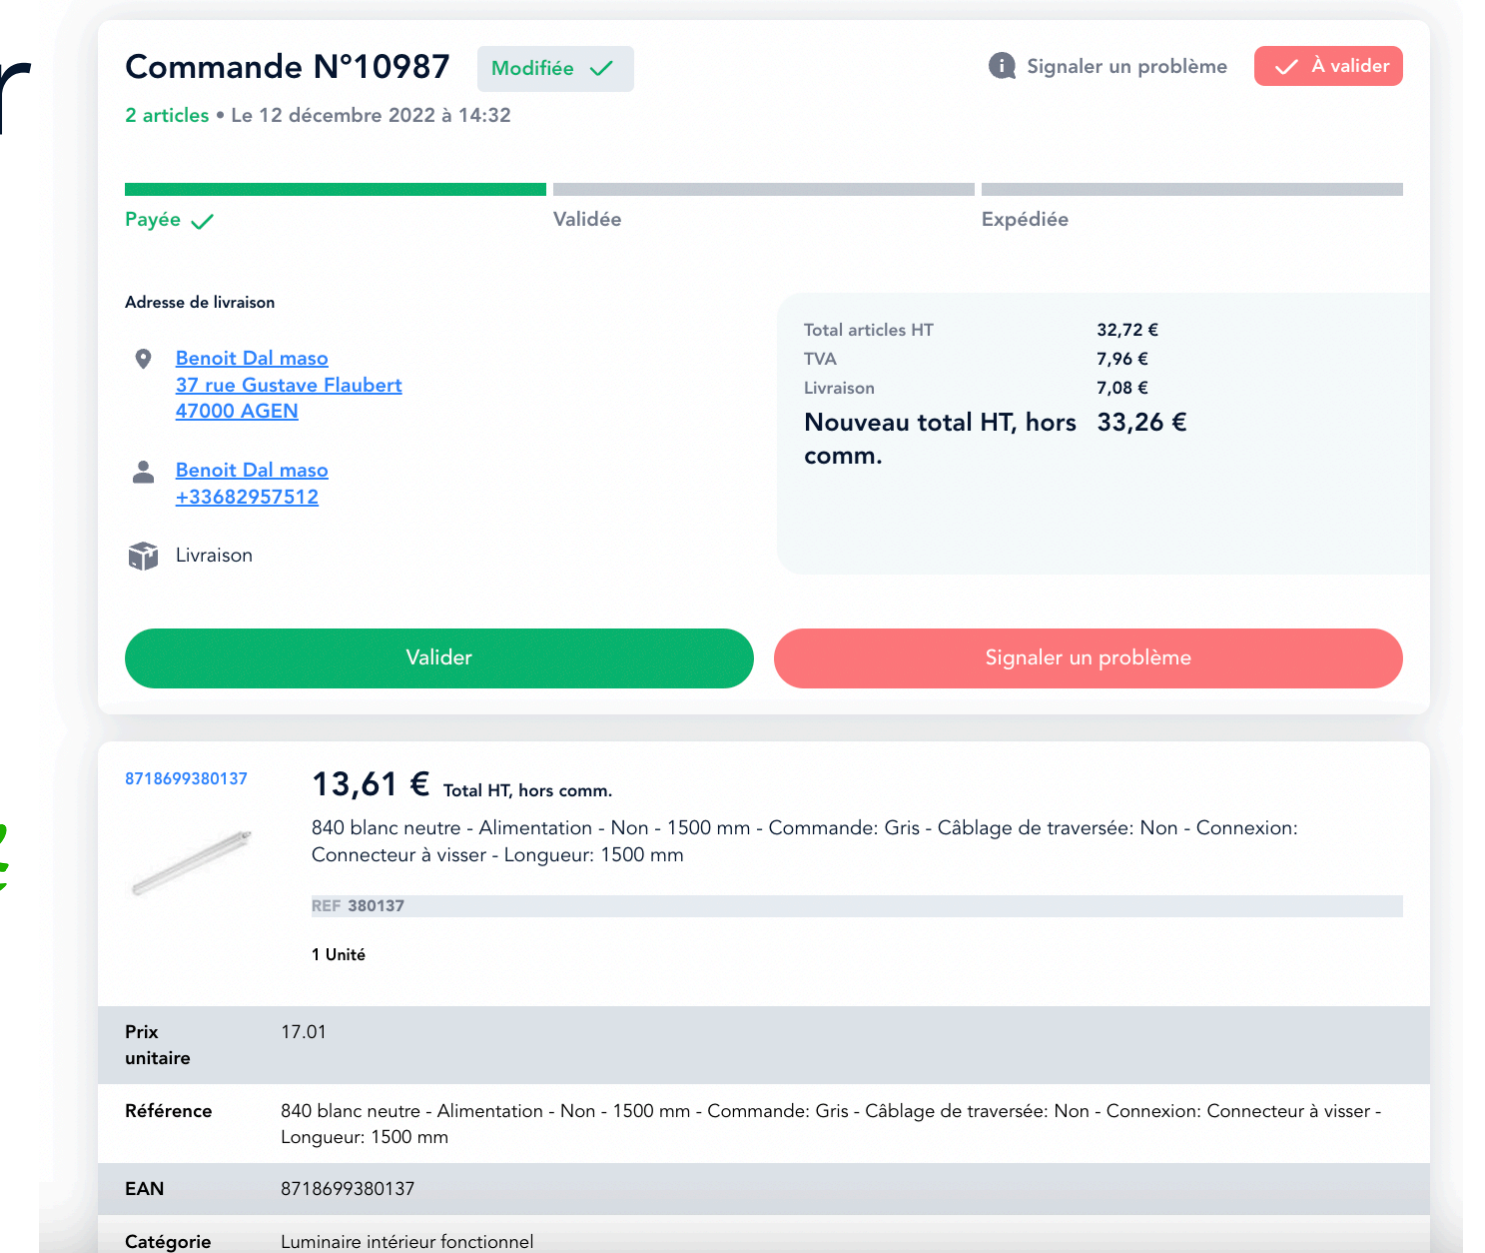 r
Commande N°10987
Modifiée
Signaler un problème
À valider
2 articles • Le 12 décembre 2022 à 14:32
Payée
Validée
Expédiée
Adresse de livraison
Benoit Dal maso
37 rue Gustave Flaubert
47000 AGEN
Benoit Dal maso
+33682957512
Livraison
Total articles HT 32,72 €
TVA 7,96 €
Livraison 7,08 €
Nouveau total HT, hors 33,26 €
comm.
Valider
Signaler un problème
8718699380137
13,61 € Total HT, hors comm.
840 blanc neutre - Alimentation - Non - 1500 mm - Commande: Gris - Câblage de traversée: Non - Connexion:
Connecteur à visser - Longueur: 1500 mm
REF 380137
1 Unité
Prix 17.01
unitaire
Référence 840 blanc neutre - Alimentation - Non - 1500 mm - Commande: Gris - Câblage de traversée: Non - Connexion: Connecteur à visser -
Longueur: 1500 mm
EAN 8718699380137
Catégorie Luminaire intérieur fonctionnel